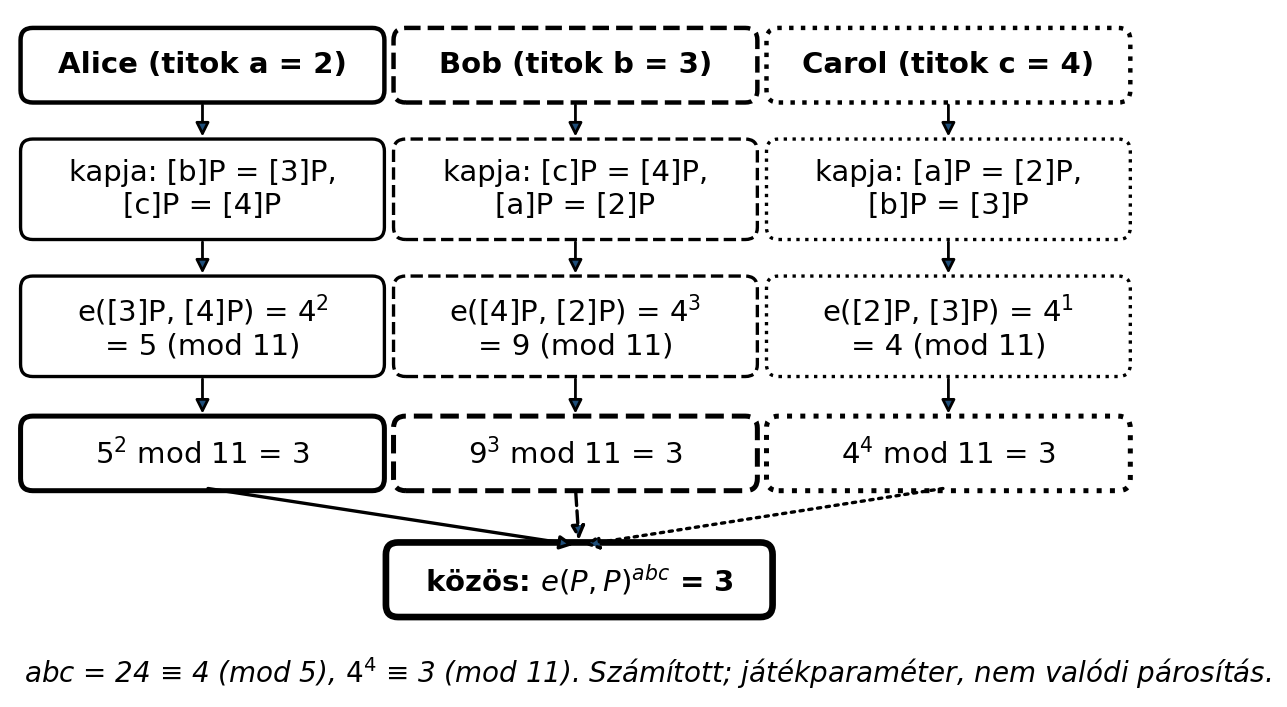 Alice (titok a = 2)
Bob (titok b = 3)
Carol (titok c = 4)
kapja: [b]P = [3]P,
[c]P = [4]P
kapja: [c]P = [4]P,
[a]P = [2]P
kapja: [a]P = [2]P,
[b]P = [3]P
e([3]P, [4]P) = 4²
= 5 (mod 11)
e([4]P, [2]P) = 4³
= 9 (mod 11)
e([2]P, [3]P) = 4¹
= 4 (mod 11)
5² mod 11 = 3
9³ mod 11 = 3
4⁴ mod 11 = 3
közös: e(P, P)ᵃᵇᶜ = 3
abc = 24 ≡ 4 (mod 5), 4⁴ ≡ 3 (mod 11). Számított; játékparaméter, nem valódi párosítás.